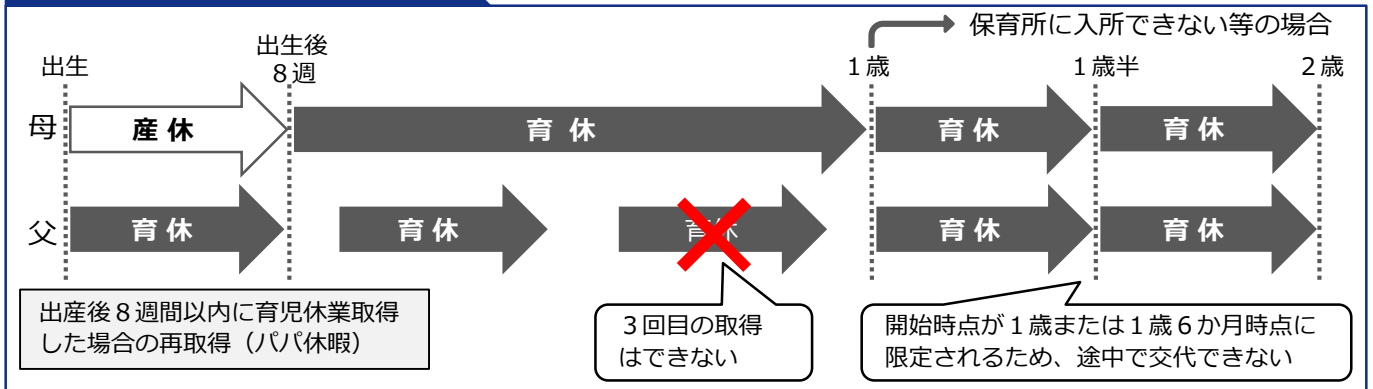 保育所に入所できない等の場合
出生
出生後
８週
１歳
１歳半
２歳
母
産 休
育 休
育 休
育 休
父
育 休
育 休
育休
育 休
育 休
出産後８週間以内に育児休業取得
した場合の再取得（パパ休暇）
３回目の取得
はできない
開始時点が１歳または１歳６か月時点に
限定されるため、途中で交代できない